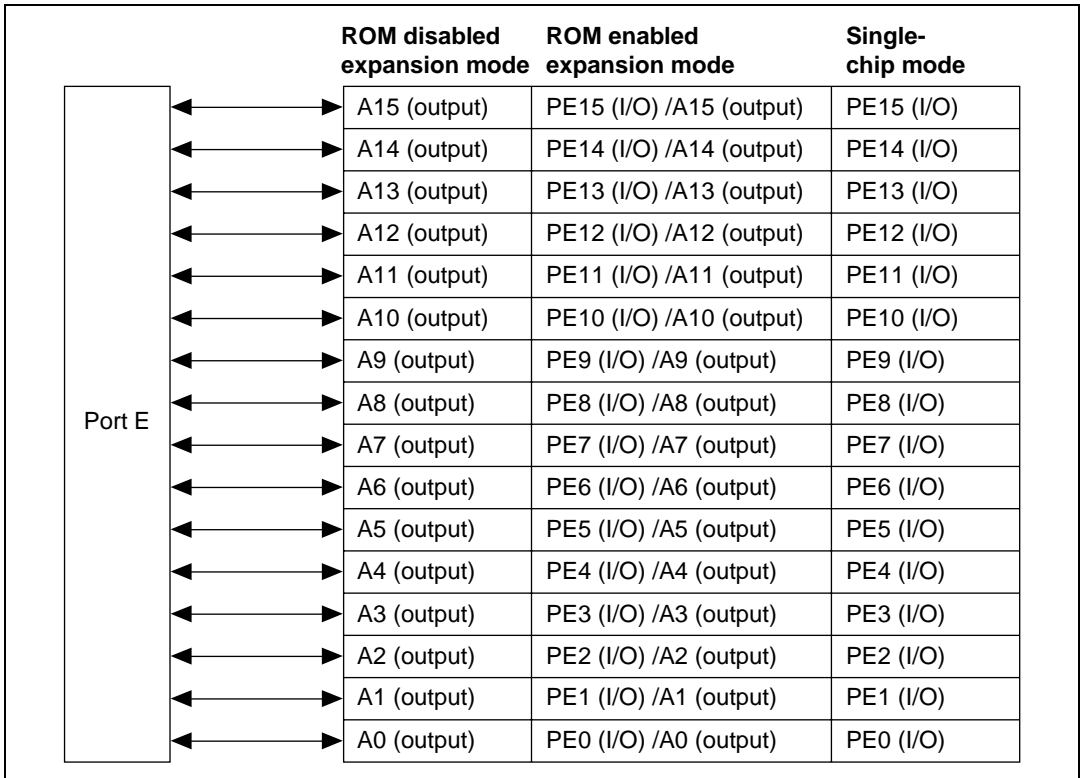 ROM disabled expansion mode ROM enabled expansion mode Single-chip mode
Port E
A15 (output) PE15 (I/O) /A15 (output) PE15 (I/O)
A14 (output) PE14 (I/O) /A14 (output) PE14 (I/O)
A13 (output) PE13 (I/O) /A13 (output) PE13 (I/O)
A12 (output) PE12 (I/O) /A12 (output) PE12 (I/O)
A11 (output) PE11 (I/O) /A11 (output) PE11 (I/O)
A10 (output) PE10 (I/O) /A10 (output) PE10 (I/O)
A9 (output) PE9 (I/O) /A9 (output) PE9 (I/O)
A8 (output) PE8 (I/O) /A8 (output) PE8 (I/O)
A7 (output) PE7 (I/O) /A7 (output) PE7 (I/O)
A6 (output) PE6 (I/O) /A6 (output) PE6 (I/O)
A5 (output) PE5 (I/O) /A5 (output) PE5 (I/O)
A4 (output) PE4 (I/O) /A4 (output) PE4 (I/O)
A3 (output) PE3 (I/O) /A3 (output) PE3 (I/O)
A2 (output) PE2 (I/O) /A2 (output) PE2 (I/O)
A1 (output) PE1 (I/O) /A1 (output) PE1 (I/O)
A0 (output) PE0 (I/O) /A0 (output) PE0 (I/O)